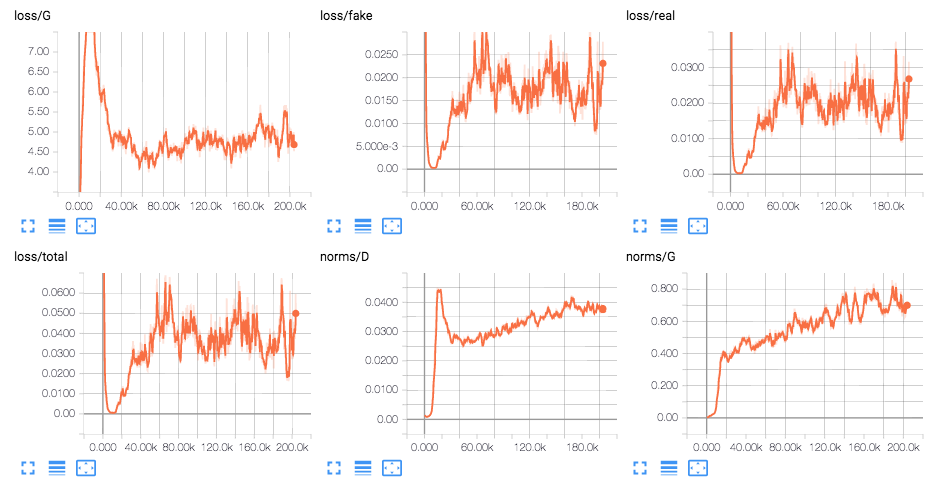 loss/G
7.00
6.50
6.00
5.50
5.00
4.50
4.00
0.000 40.00k 80.00k 120.0k 160.0k 200.0k
loss/fake
0.0250
0.0200
0.0150
0.0100
5.000e-3
0.00
0.000 60.00k 120.0k 180.0k
loss/real
0.0300
0.0200
0.0100
0.00
0.000 60.00k 120.0k 180.0k
loss/total
0.0600
0.0500
0.0400
0.0300
0.0200
0.0100
0.00
0.000 40.00k 80.00k 120.0k 160.0k 200.0k
norms/D
0.0400
0.0300
0.0200
0.0100
0.00
0.000 60.00k 120.0k 180.0k
norms/G
0.800
0.600
0.400
0.200
0.00
0.000 40.00k 80.00k 120.0k 160.0k 200.0k